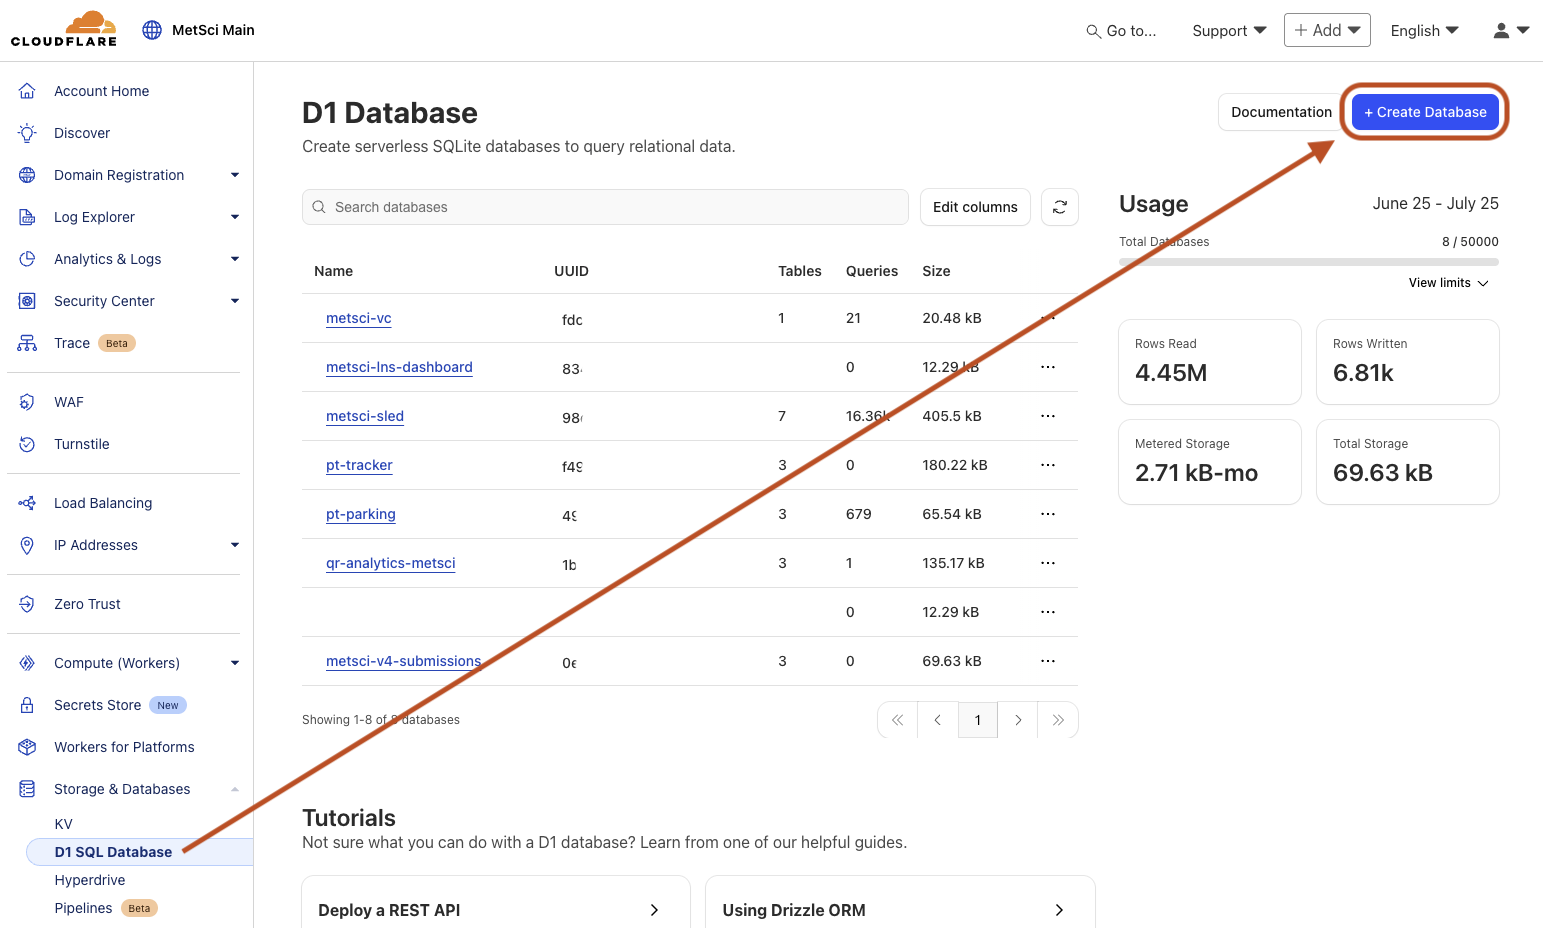 CLOUDFLARE
MetSci Main
Go to...
Support
+ Add
English
Account Home
Discover
Domain Registration
Log Explorer
Analytics & Logs
Security Center
Trace Beta
WAF
Turnstile
Load Balancing
IP Addresses
Zero Trust
Compute (Workers)
Secrets Store New
Workers for Platforms
Storage & Databases
KV
D1 SQL Database
Hyperdrive
Pipelines Beta
D1 Database
Create serverless SQLite databases to query relational data.
Documentation
+ Create Database
Search databases
Edit columns
Name UUID Tables Queries Size
metsci-vc 1 21 20.48 kB ...
metsci-lns-dashboard 83 0 12.29 kB ...
metsci-sled 98 7 16.36k 405.5 kB ...
pt-tracker f49 3 0 180.22 kB ...
pt-parking 3 679 65.54 kB ...
qr-analytics-metsci 3 1 135.17 kB ...
0 12.29 kB ...
metsci-v4-submissions 3 0 69.63 kB ...
Showing 1-8 of 8 databases
1
Usage
June 25 - July 25
Total Databases
8 / 50000
View limits
Rows Read
4.45M
Rows Written
6.81k
Metered Storage
2.71 kB-mo
Total Storage
69.63 kB
Tutorials
Not sure what you can do with a D1 database? Learn from one of our helpful guides.
Deploy a REST API
Using Drizzle ORM